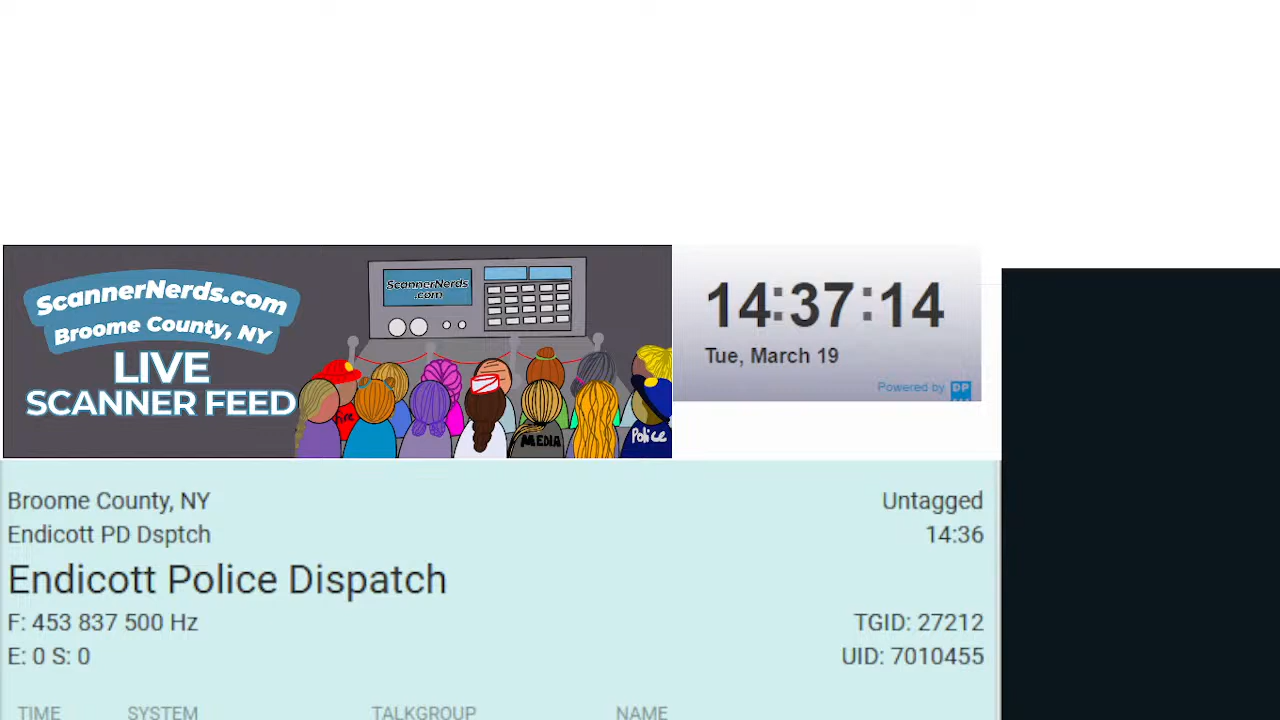 ScannerNerds.com
Broome County, NY
LIVE
SCANNER FEED
ScannerNerds
.com
Fire
MEDIA
Police
14:37:14
Tue, March 19
Powered by DP
Broome County, NY
Untagged
Endicott PD Dsptch
14:36
Endicott Police Dispatch
F: 453 837 500 Hz
TGID: 27212
E: 0 S: 0
UID: 7010455
TIME SYSTEM TALKGROUP NAME